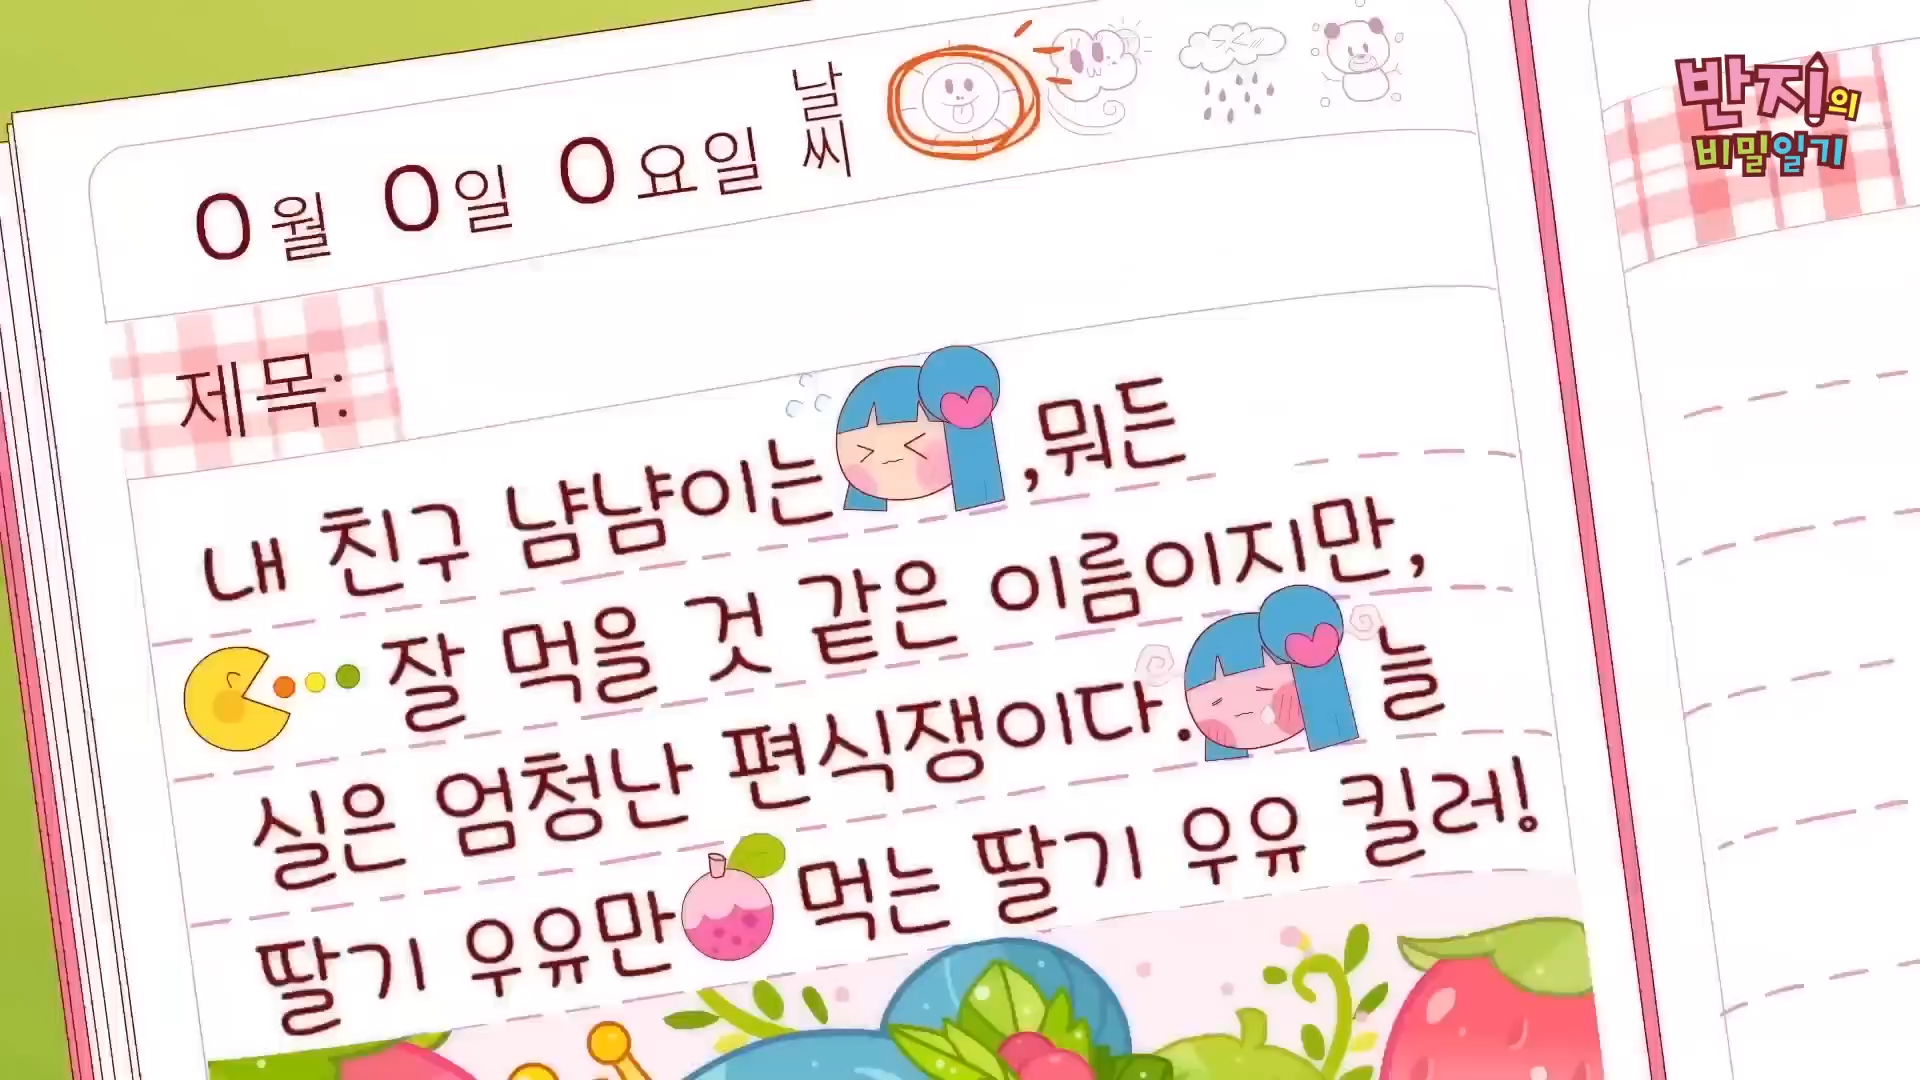 0월 0일 0요일 날씨
제목:
내 친구 냠냠이는 ,뭐든
잘 먹을 것 같은 이름이지만,
실은 엄청난 편식쟁이다. 늘
딸기 우유만 먹는 딸기 우유 킬러!
반지의
비밀일기